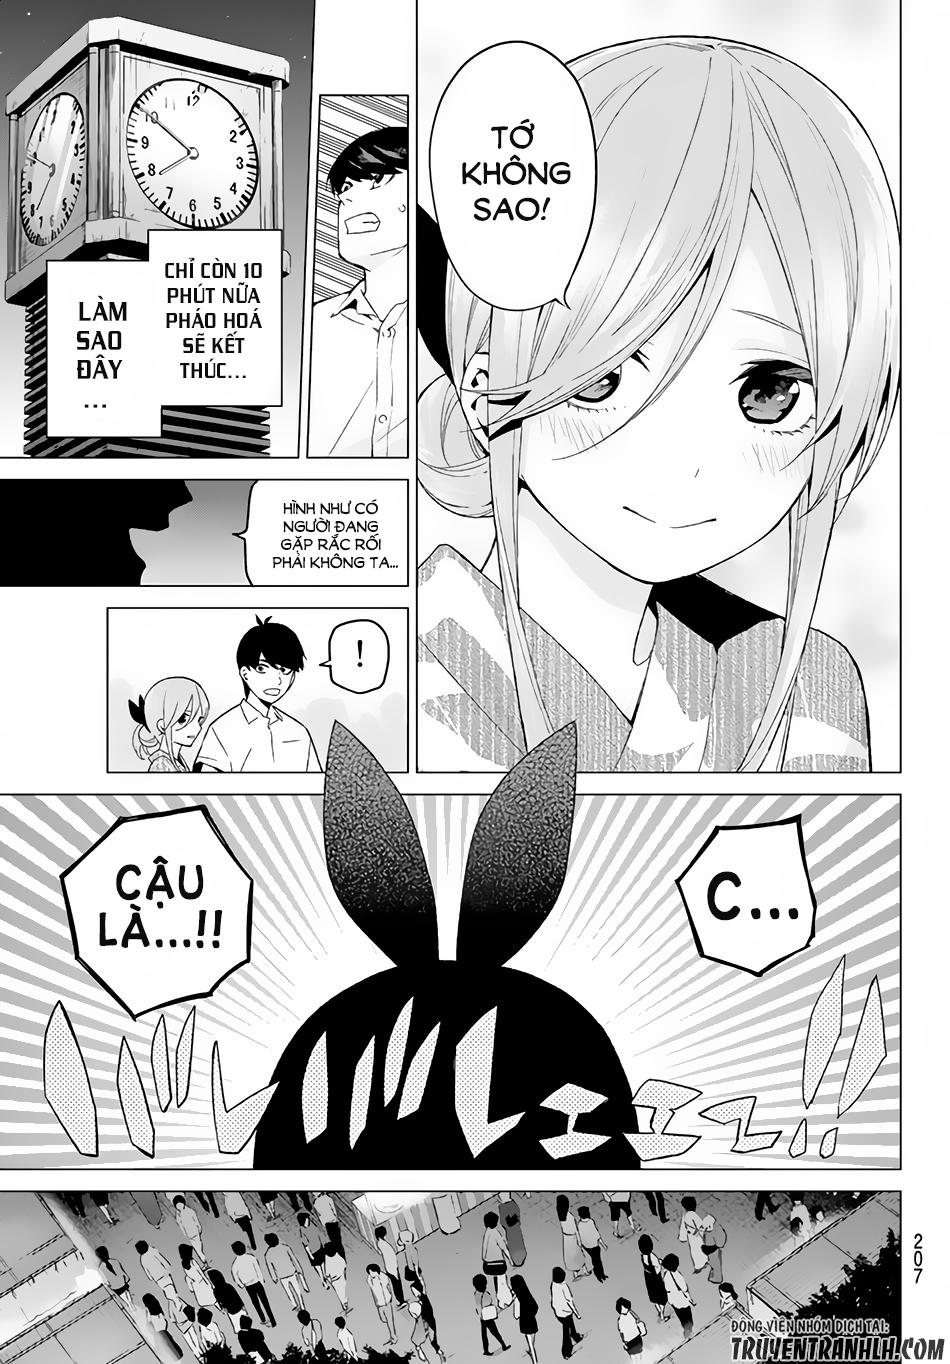 TỚ
KHÔNG
SAO!
CHỈ CÒN 10
PHÚT NỮA
PHÁO HOÁ
SẼ KẾT
THÚC...
LÀM
SAO
ĐÂY
...
HÌNH NHƯ CÓ
NGƯỜI ĐANG
GẶP RẮC RỐI
PHẢI KHÔNG TA...
!
C...
CẬU
LÀ...!!
207
ĐỘNG VIÊN NHÓM DỊCH TẠI:
TRUYENTRANHLH.COM